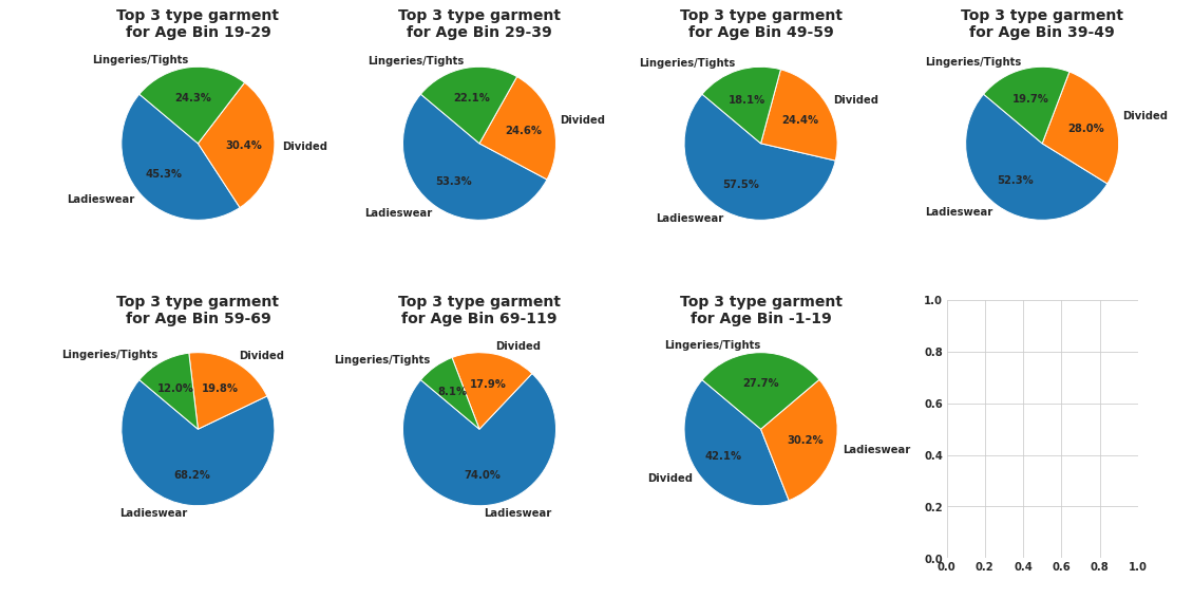 Top 3 type garment
for Age Bin 19-29
Lingeries/Tights
24.3%
30.4%
Divided
45.3%
Ladieswear
Top 3 type garment
for Age Bin 29-39
Lingeries/Tights
22.1%
24.6%
Divided
53.3%
Ladieswear
Top 3 type garment
for Age Bin 49-59
Lingeries/Tights
18.1%
Divided
24.4%
57.5%
Ladieswear
Top 3 type garment
for Age Bin 39-49
Lingeries/Tights
19.7%
Divided
28.0%
52.3%
Ladieswear
Top 3 type garment
for Age Bin 59-69
Lingeries/Tights
Divided
12.0%
19.8%
68.2%
Ladieswear
Top 3 type garment
for Age Bin 69-119
Divided
Lingeries/Tights
8.1%
17.9%
74.0%
Ladieswear
Top 3 type garment
for Age Bin -1-19
Lingeries/Tights
27.7%
30.2%
Ladieswear
42.1%
Divided
1.0
0.8
0.6
0.4
0.2
0.0
0.0 0.2 0.4 0.6 0.8 1.0